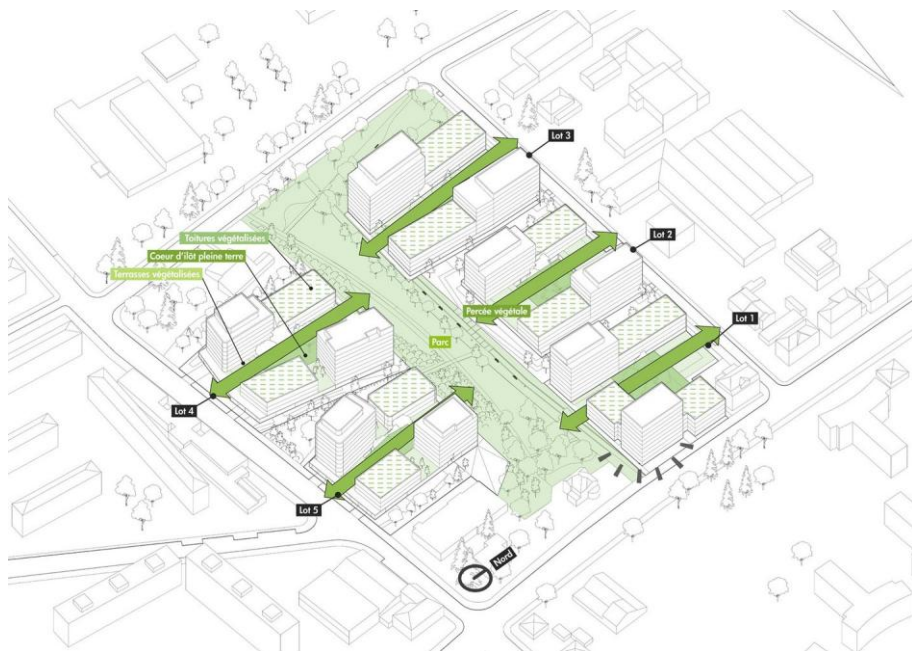 Lot 3
Lot 2
Toitures végétalisées
Coeur d'ilôt pleine terre
Terrasses végétalisées
Percée végétale
Lot 1
Parc
Lot 4
Lot 5
Nord